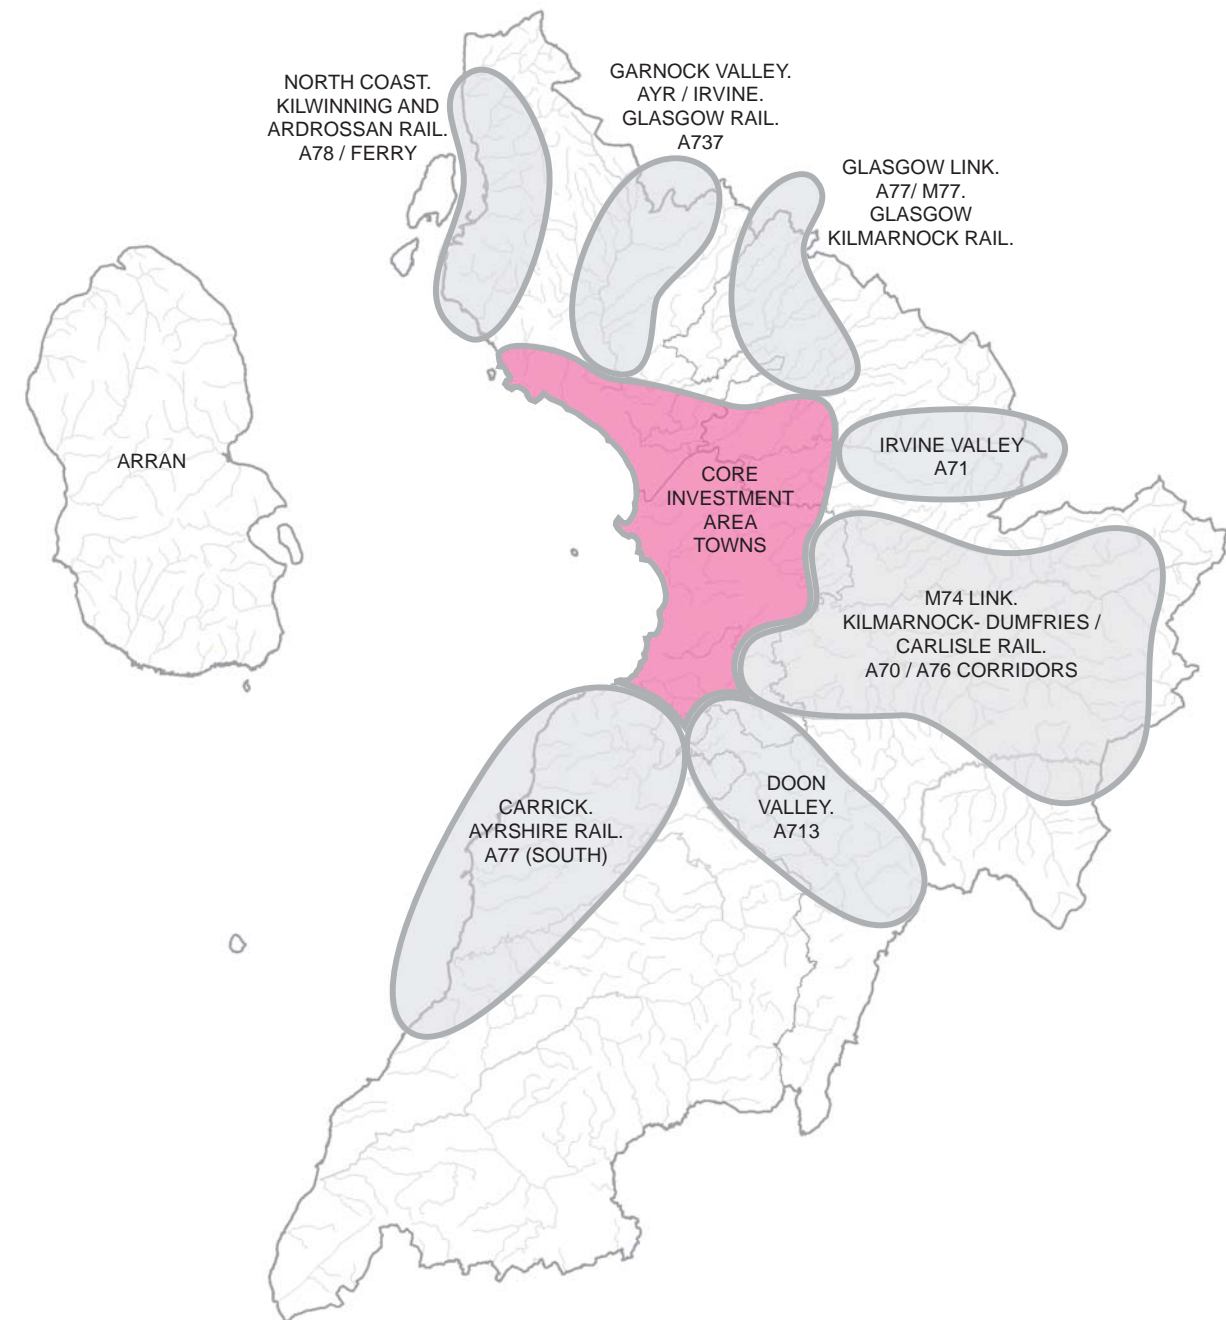 NORTH COAST.
KILWINNING AND
ARDROSSAN RAIL.
A78 / FERRY
GARNOCK VALLEY.
AYR / IRVINE.
GLASGOW RAIL.
A737
GLASGOW LINK.
A77/ M77.
GLASGOW
KILMARNOCK RAIL.
ARRAN
CORE
INVESTMENT
AREA
TOWNS
IRVINE VALLEY
A71
M74 LINK.
KILMARNOCK- DUMFRIES /
CARLISLE RAIL.
A70 / A76 CORRIDORS
CARRICK.
AYRSHIRE RAIL.
A77 (SOUTH)
DOON
VALLEY.
A713